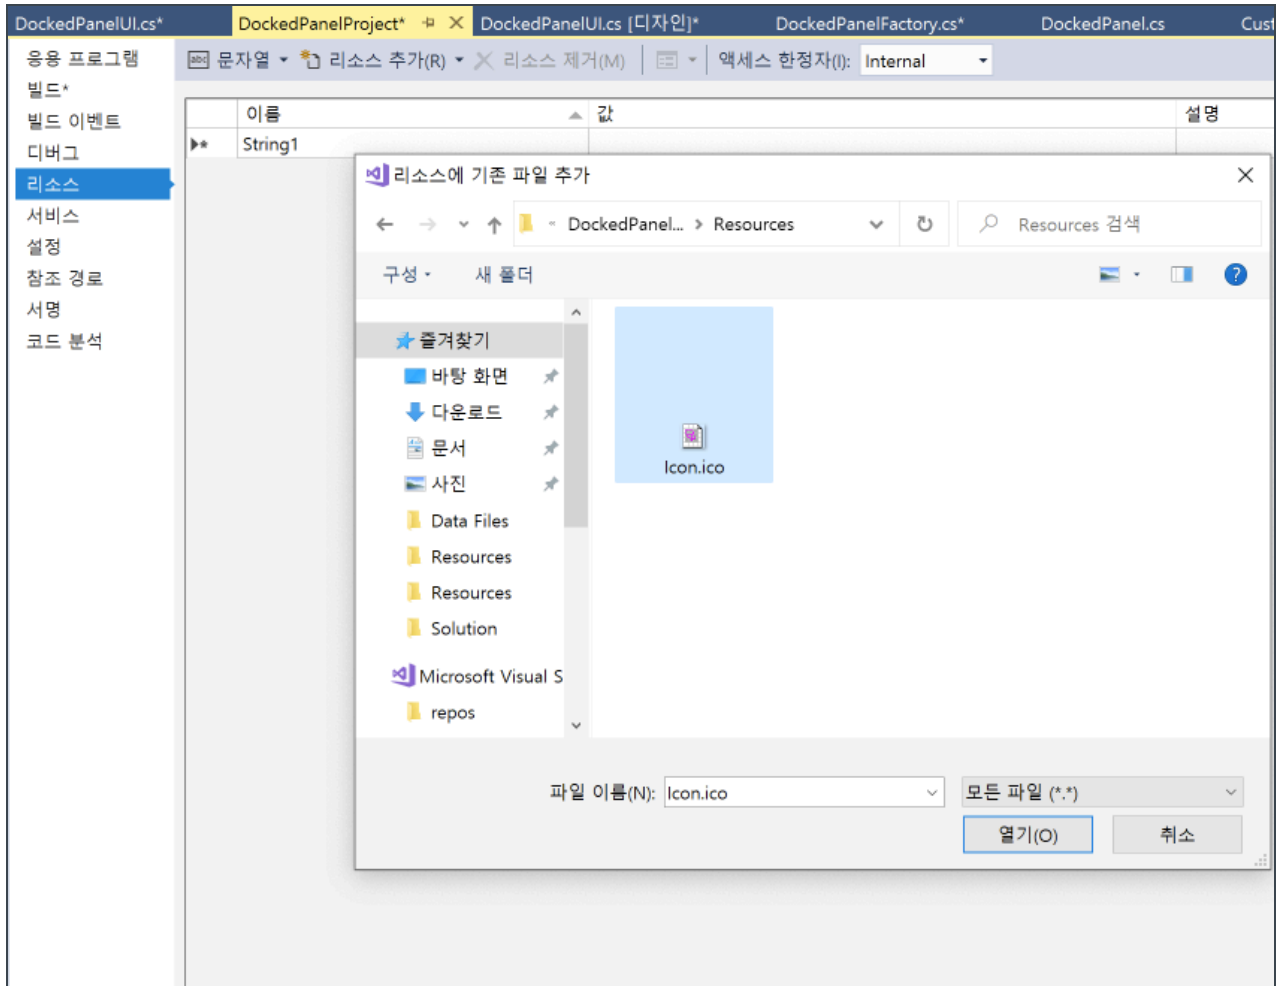 DockedPanelUI.cs* DockedPanelProject* DockedPanelUI.cs [디자인]* DockedPanelFactory.cs* DockedPanel.cs Cust
응용 프로그램
빌드*
빌드 이벤트
디버그
리소스
서비스
설정
참조 경로
서명
코드 분석
abc 문자열 리소스 추가(R) 리소스 제거(M) 액세스 한정자(I): Internal
이름 값 설명
String1
리소스에 기존 파일 추가
« DockedPanel... > Resources Resources 검색
구성 새 폴더
즐겨찾기
바탕 화면
다운로드
문서
사진
Data Files
Resources
Resources
Solution
Microsoft Visual S
repos
Icon.ico
파일 이름(N): Icon.ico 모든 파일 (*.*)
열기(O) 취소